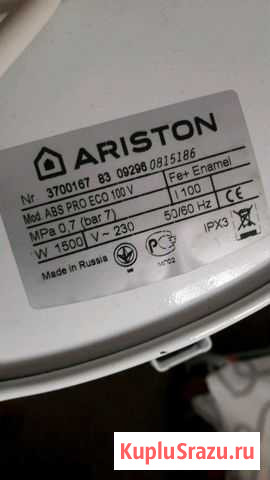 ARISTON
Nr 3700167 83 09296 0815186
Mod. ABS PRO ECO 100 V
Fe+ Enamel
MPa 0,7 (bar 7)
l 100
W 1500 V~ 230 50/60 Hz
IPX3
CE
Made in Russia
KupluSrazu.ru